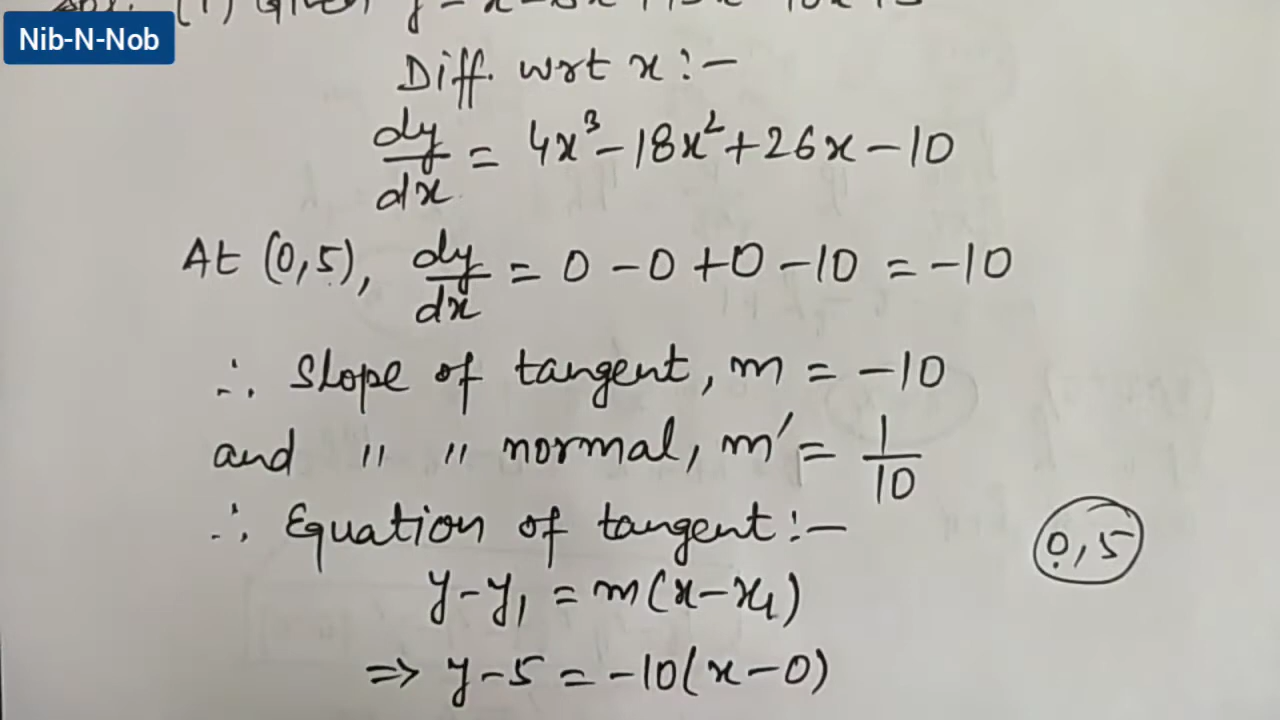 Nib-N-Nob
Diff. wrt x :-
dy/dx = 4x³ - 18x² + 26x - 10
At (0,5), dy/dx = 0 - 0 + 0 - 10 = -10
∴ Slope of tangent, m = -10
and " " normal, m' = 1/10
∴ Equation of tangent :-
0,5
y - y₁ = m(x - x₁)
⇒ y - 5 = -10(x - 0)